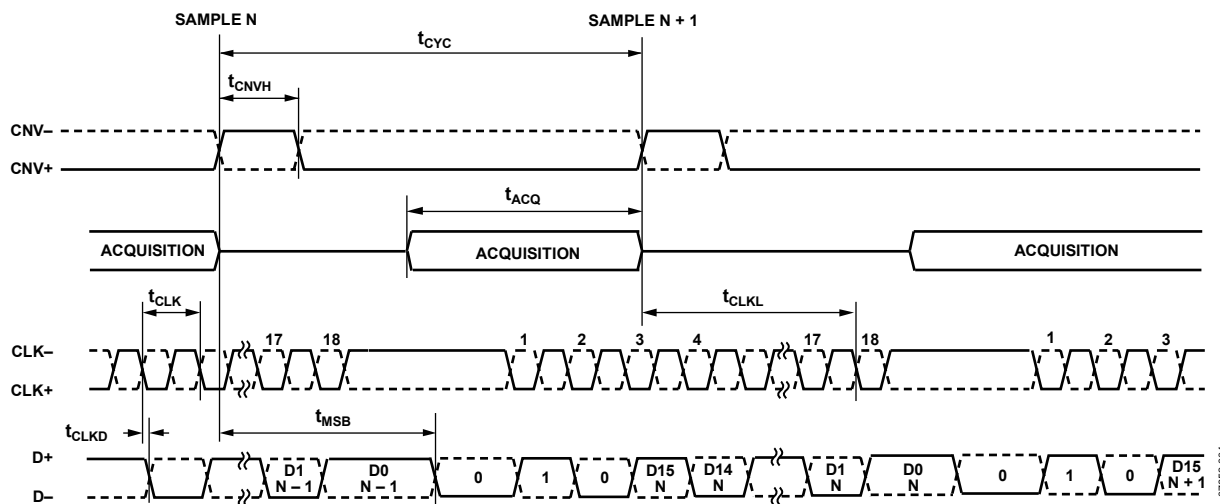 SAMPLE N SAMPLE N + 1
tCYC
tCNVH
CNV–
CNV+
tACQ
ACQUISITION ACQUISITION ACQUISITION
tCLK tCLKL
17 18 1 2 3 4 17 18 1 2 3
CLK–
CLK+
tCLKD tMSB
D+
D1 N – 1 D0 N – 1 0 1 0 D15 N D14 N D1 N D0 N 0 1 0 D15 N + 1
D–